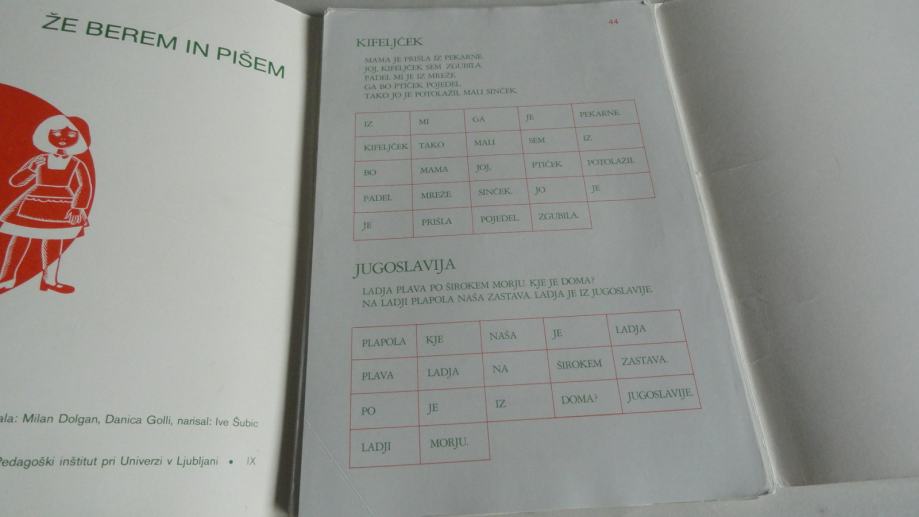 ŽE BEREM IN PIŠEM
ala: Milan Dolgan, Danica Golli, narisal: Ive Šubic
Pedagoški inštitut pri Univerzi v Ljubljani • IX
44
KIFELJČEK
MAMA JE PRIŠLA IZ PEKARNE.
JOJ, KIFELJČEK SEM ZGUBILA.
PADEL MI JE IZ MREŽE.
GA BO PTIČEK POJEDEL.
TAKO JO JE POTOLAŽIL MALI SINČEK.
IZ MI GA JE PEKARNE.
KIFELJČEK TAKO MALI SEM IZ
BO MAMA JOJ, PTIČEK POTOLAŽIL
PADEL MREŽE. SINČEK. JO JE
JE PRIŠLA POJEDEL. ZGUBILA.
JUGOSLAVIJA
LADJA PLAVA PO ŠIROKEM MORJU. KJE JE DOMA?
NA LADJI PLAPOLA NAŠA ZASTAVA. LADJA JE IZ JUGOSLAVIJE.
PLAPOLA KJE NAŠA JE LADJA
PLAVA LADJA NA ŠIROKEM ZASTAVA.
PO JE IZ DOMA? JUGOSLAVIJE.
LADJI MORJU.